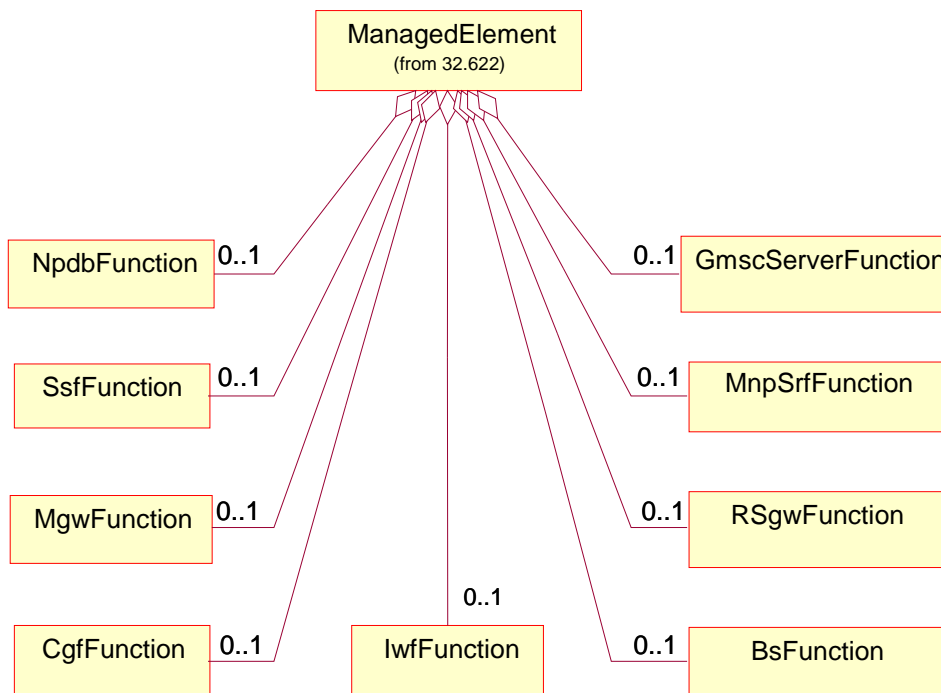 ManagedElement
(from 32.622)
NpdbFunction
0..1
0..1
GmscServerFunction
SsfFunction
0..1
0..1
MnpSrfFunction
MgwFunction
0..1
0..1
RSgwFunction
CgfFunction
0..1
0..1
IwfFunction
0..1
BsFunction